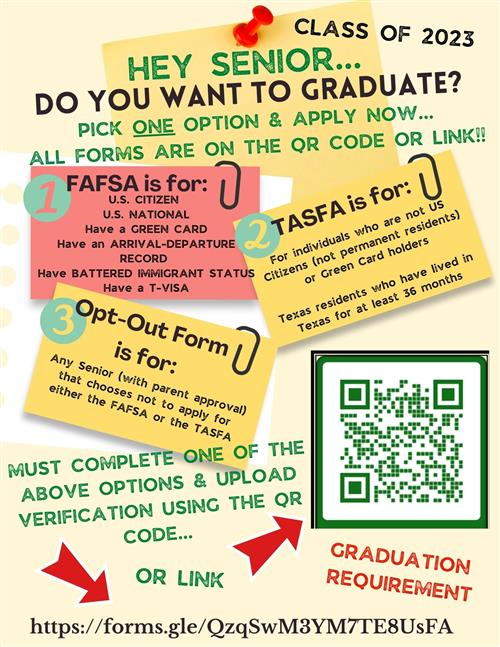 CLASS OF 2023
HEY SENIOR...
DO YOU WANT TO GRADUATE?
PICK ONE OPTION & APPLY NOW...
ALL FORMS ARE ON THE QR CODE OR LINK!!
1
FAFSA is for:
U.S. CITIZEN
U.S. NATIONAL
Have a GREEN CARD
Have an ARRIVAL-DEPARTURE
RECORD
Have BATTERED IMMIGRANT STATUS
Have a T-VISA
2
TASFA is for:
For individuals who are not US
Citizens (not permanent residents)
or Green Card holders
Texas residents who have lived in
Texas for at least 36 months
3
Opt-Out Form
is for:
Any Senior (with parent approval)
that chooses not to apply for
either the FAFSA or the TASFA
MUST COMPLETE ONE OF THE
ABOVE OPTIONS & UPLOAD
VERIFICATION USING THE QR
CODE...
OR LINK
GRADUATION
REQUIREMENT
https://forms.gle/QzqSwM3YM7TE8UsFA